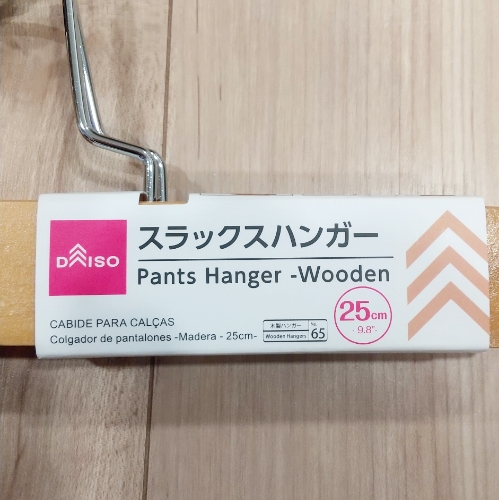 DAISO
スラックスハンガー
Pants Hanger -Wooden
25cm
- 9.8" -
CABIDE PARA CALÇAS
Colgador de pantalones -Madera - 25cm-
木製ハンガー
Wooden Hangers
No.
65